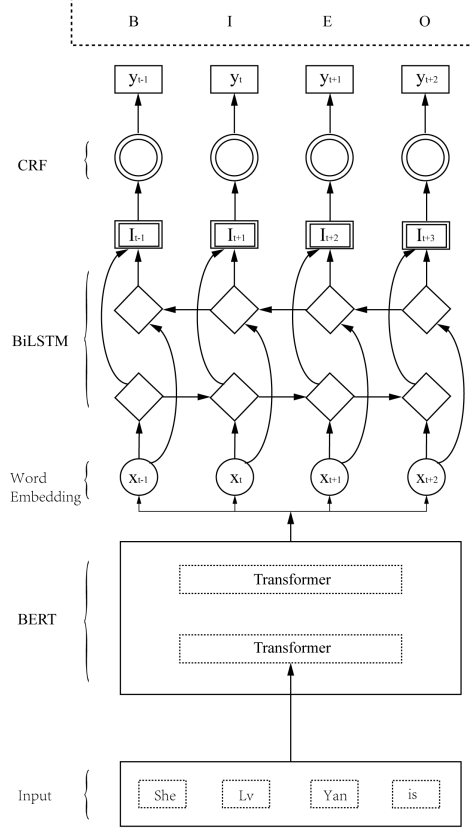 B I E O
yt-1 yt yt+1 yt+2
CRF
It-1 It+1 It+2 It+3
BiLSTM
Word
Embedding
xt-1 xt xt+1 xt+2
Transformer
BERT
Transformer
Input
She Lv Yan is